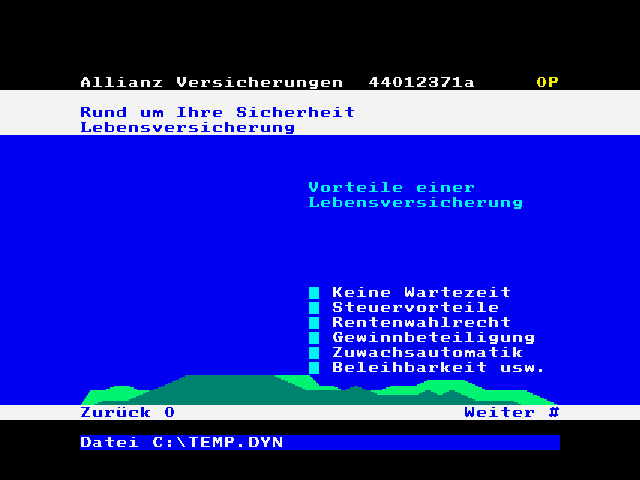 Allianz Versicherungen 44012371a 0P
Rund um Ihre Sicherheit
Lebensversicherung
Vorteile einer
Lebensversicherung
Keine Wartezeit
Steuervorteile
Rentenwahlrecht
Gewinnbeteiligung
Zuwachsautomatik
Beleihbarkeit usw.
Zurück 0 Weiter #
Datei C:\TEMP.DYN